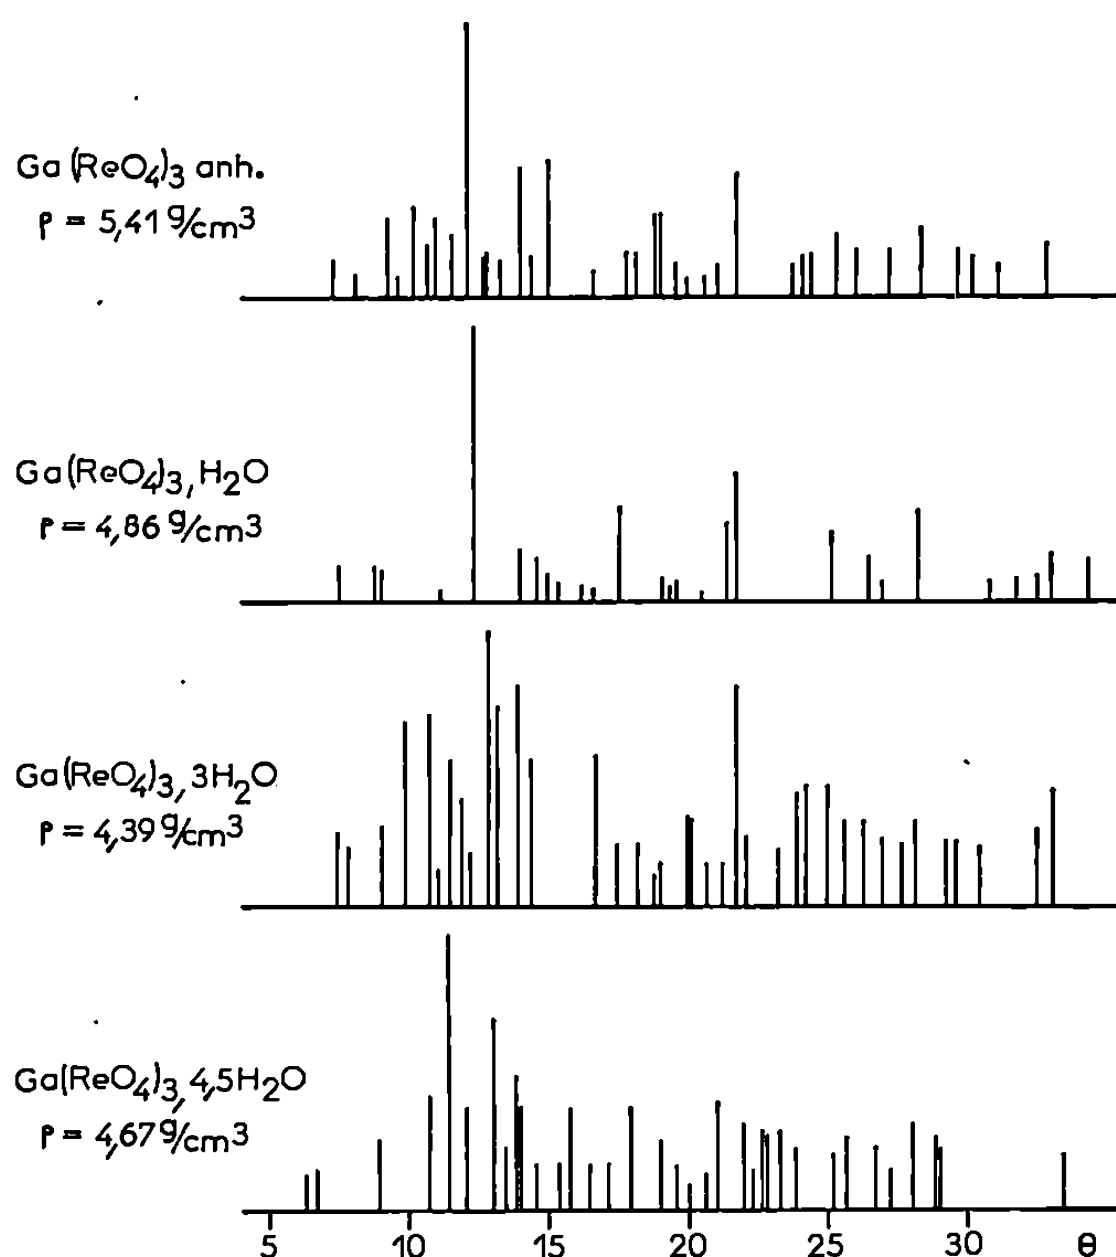 Ga(ReO4)3 anh.
ρ = 5,41 g/cm3
Ga(ReO4)3, H2O
ρ = 4,86 g/cm3
Ga(ReO4)3, 3H2O
ρ = 4,39 g/cm3
Ga(ReO4)3, 4,5H2O
ρ = 4,67 g/cm3
5 10 15 20 25 30 θ